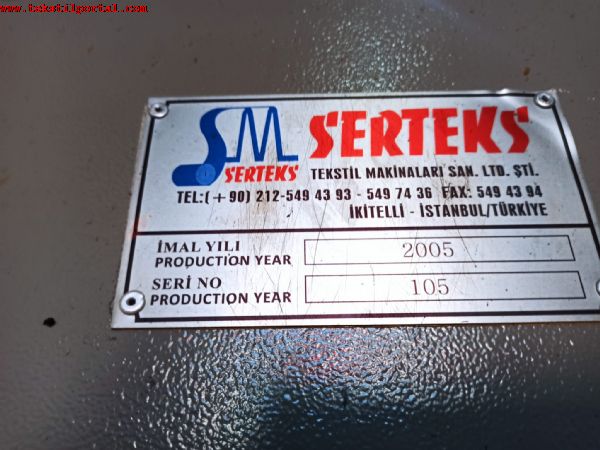 www.tekstilportal.com
SM
SERTEKS
SERTEKS
TEKSTİL MAKİNALARI SAN. LTD. ŞTİ.
TEL:(+90) 212-549 43 93 - 549 74 36 FAX: 549 43 94
İKİTELLİ - İSTANBUL/TÜRKİYE
İMAL YILI
PRODUCTION YEAR
2005
SERİ NO
PRODUCTION YEAR
105